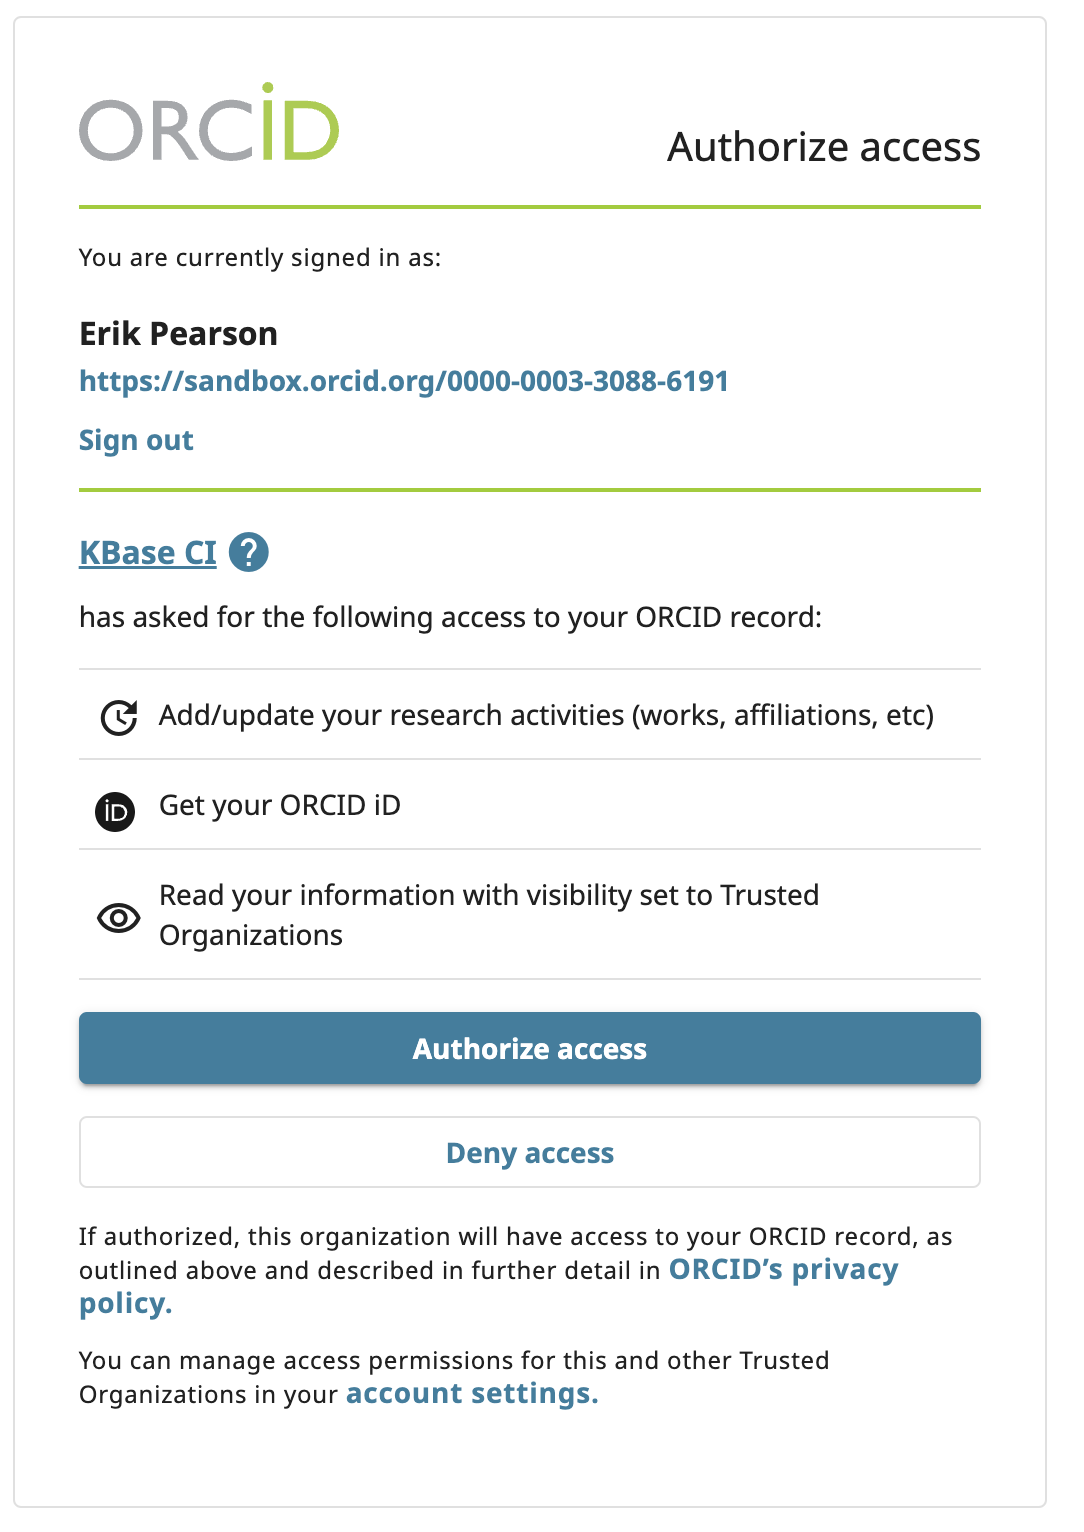 ORCiD
Authorize access
You are currently signed in as:
Erik Pearson
https://sandbox.orcid.org/0000-0003-3088-6191
Sign out
KBase CI ?
has asked for the following access to your ORCID record:
Add/update your research activities (works, affiliations, etc)
iD Get your ORCID iD
Read your information with visibility set to Trusted
Organizations
Authorize access
Deny access
If authorized, this organization will have access to your ORCID record, as
outlined above and described in further detail in ORCID’s privacy
policy.
You can manage access permissions for this and other Trusted
Organizations in your account settings.